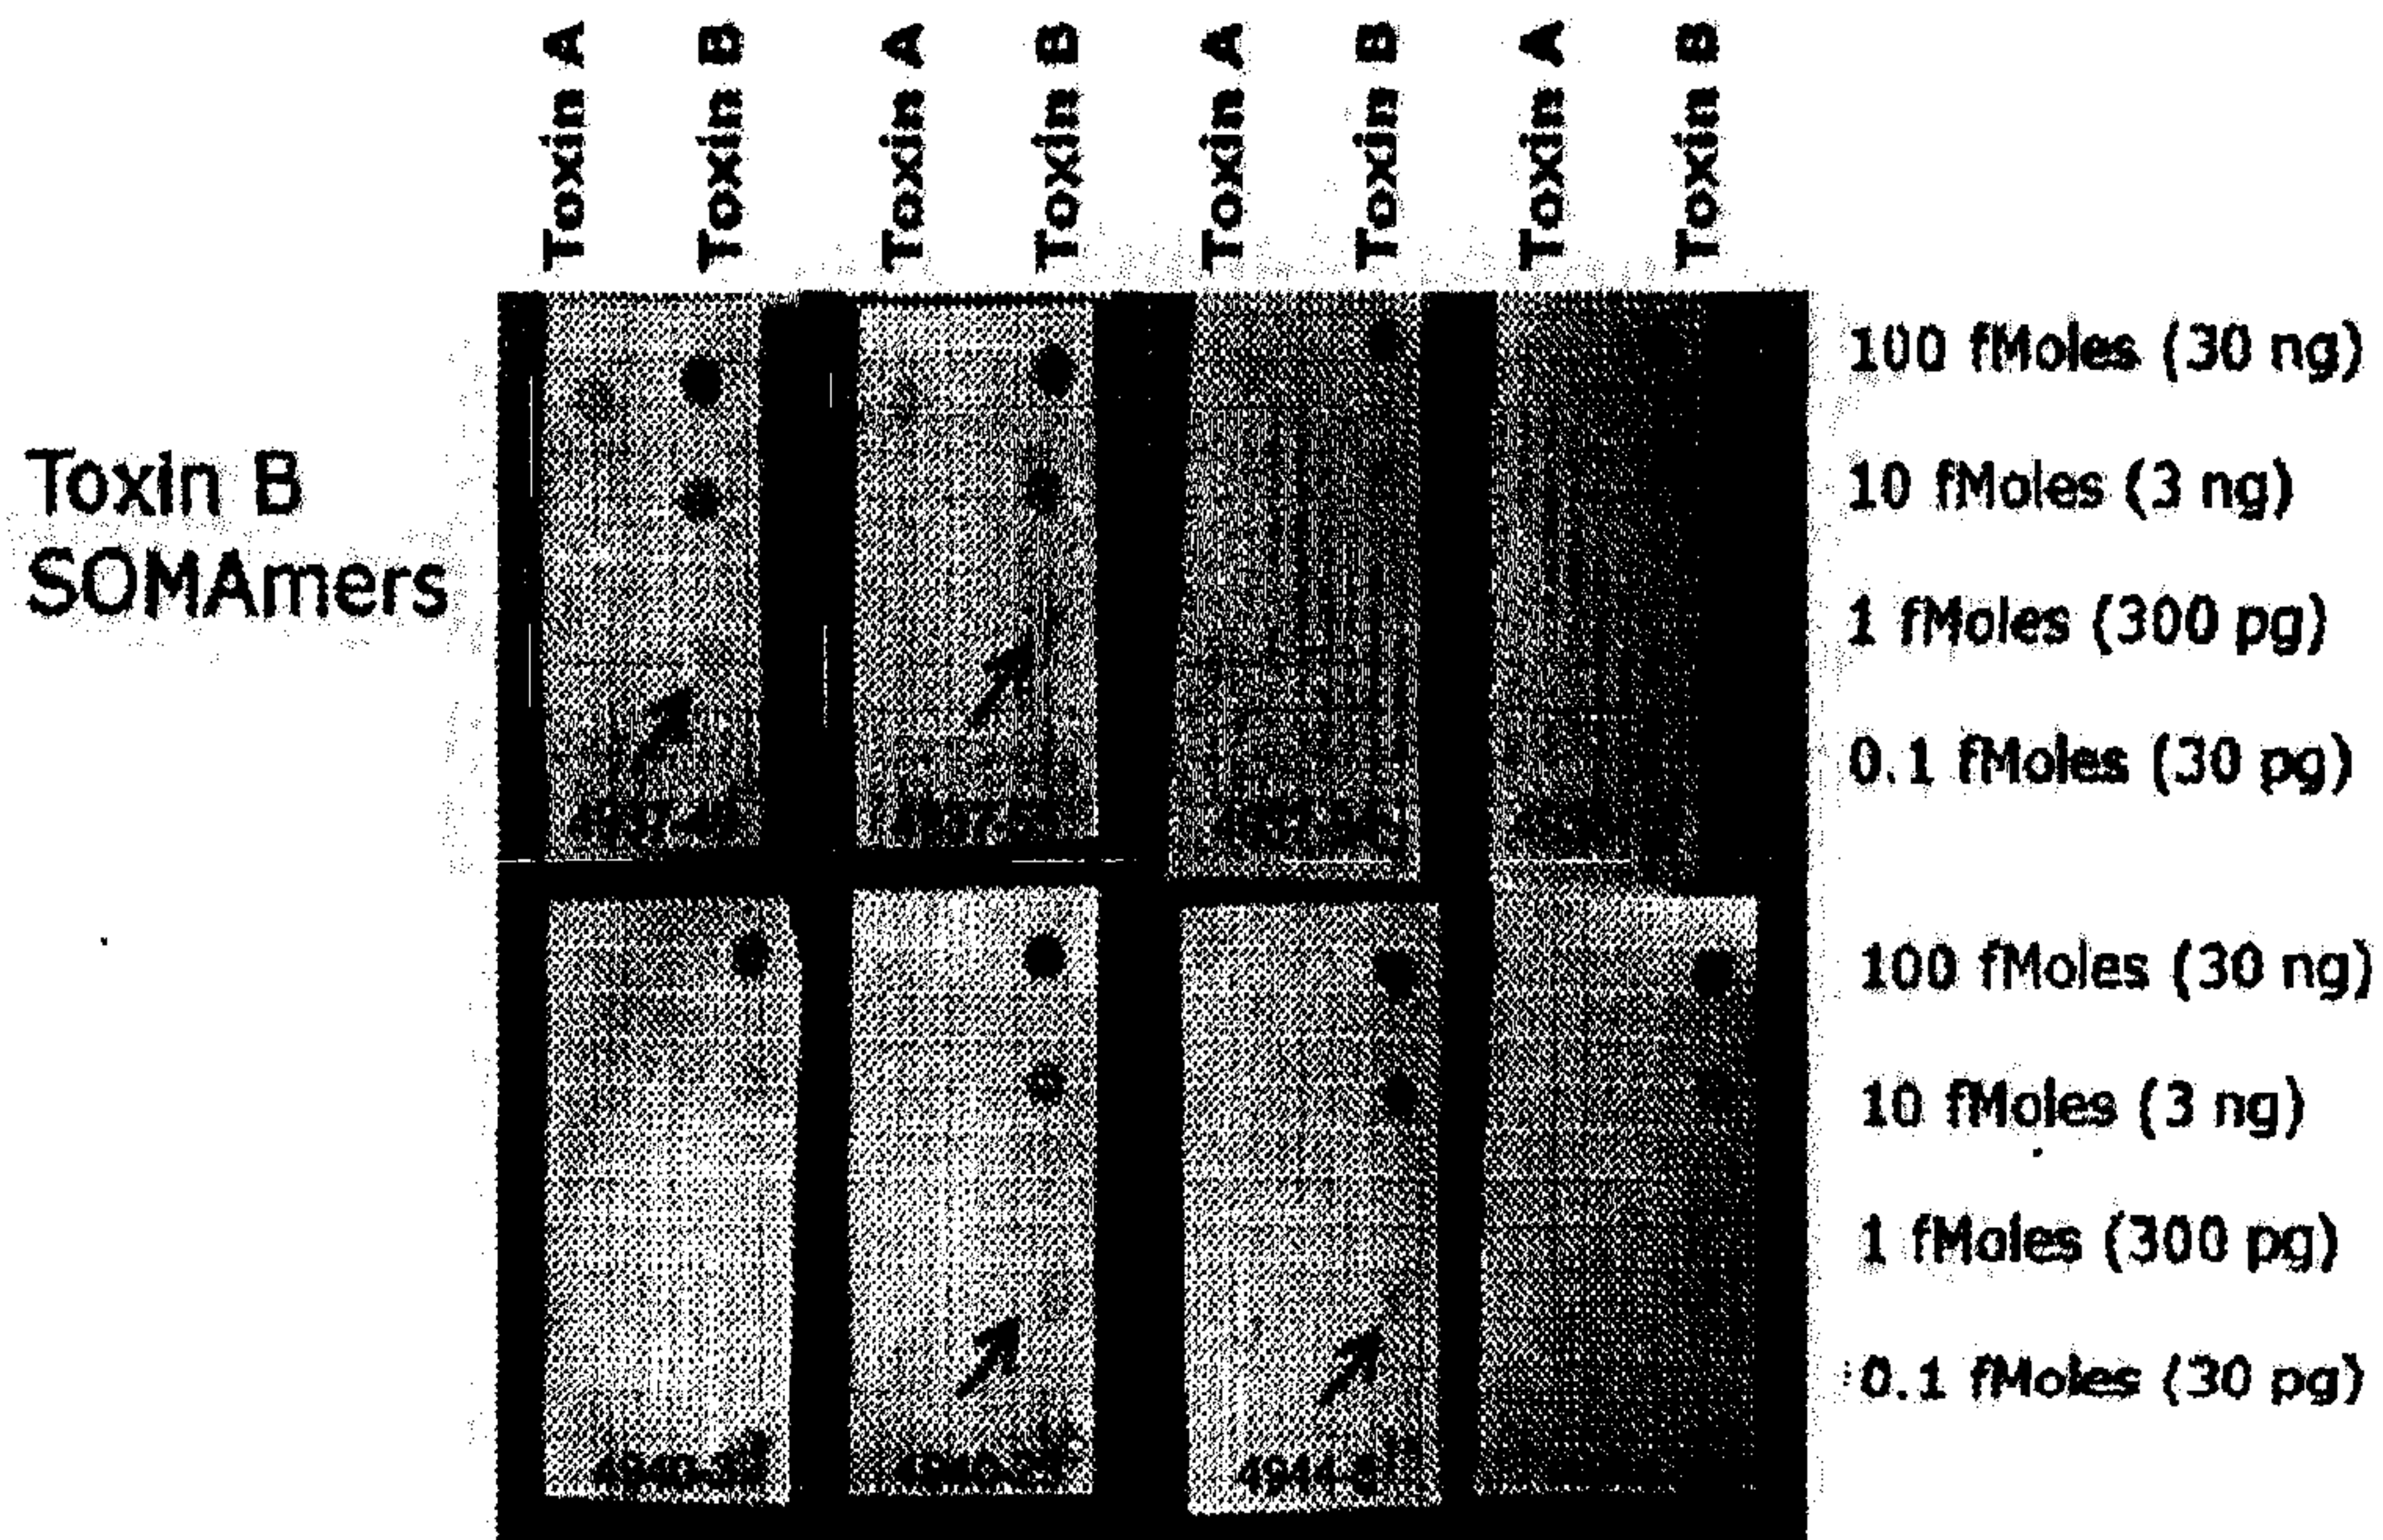 Toxin A
Toxin B
Toxin A
Toxin B
Toxin A
Toxin B
Toxin A
Toxin B
Toxin B
SOMAmers
100 fMoles (30 ng)
10 fMoles (3 ng)
1 fMoles (300 pg)
0.1 fMoles (30 pg)
100 fMoles (30 ng)
10 fMoles (3 ng)
1 fMoles (300 pg)
0.1 fMoles (30 pg)